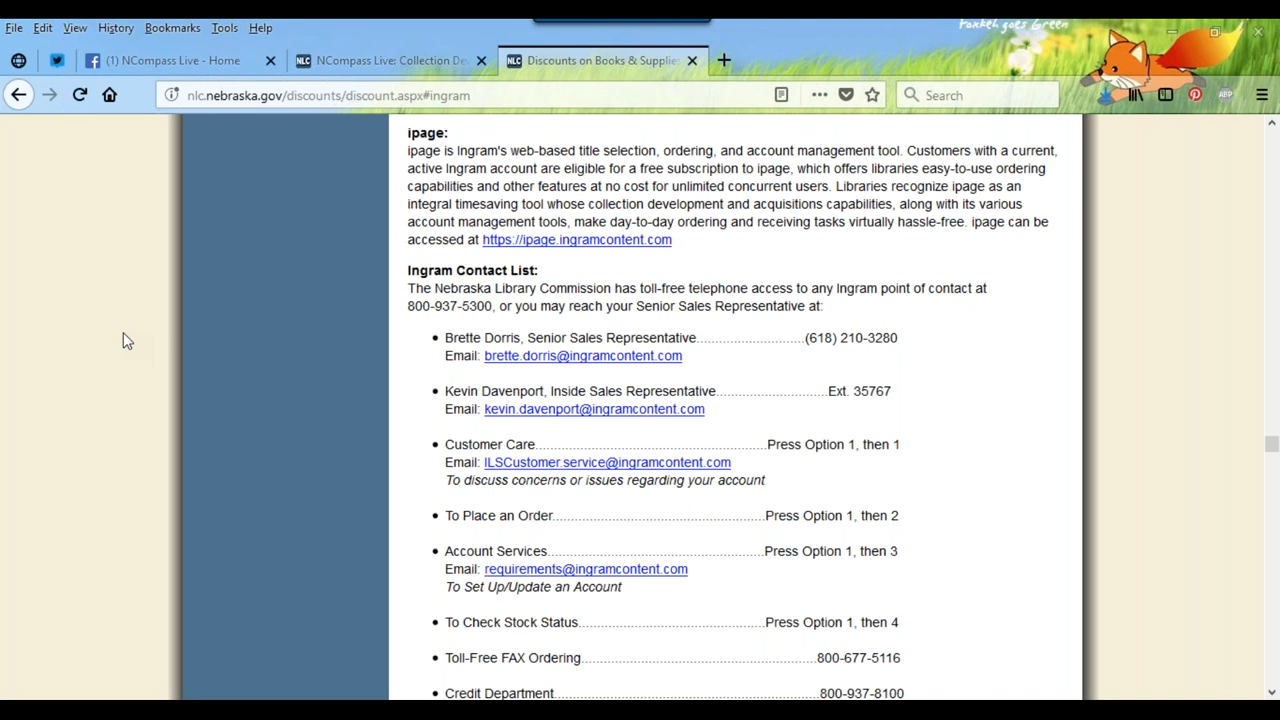 Foxkeh goes Green
File Edit View History Bookmarks Tools Help
(1) NCompass Live - Home
NLC NCompass Live: Collection De
NLC Discounts on Books & Supplies
nlc.nebraska.gov/discounts/discount.aspx#ingram
Search
ABP
ipage:
ipage is Ingram's web-based title selection, ordering, and account management tool. Customers with a current,
active Ingram account are eligible for a free subscription to ipage, which offers libraries easy-to-use ordering
capabilities and other features at no cost for unlimited concurrent users. Libraries recognize ipage as an
integral timesaving tool whose collection development and acquisitions capabilities, along with its various
account management tools, make day-to-day ordering and receiving tasks virtually hassle-free. ipage can be
accessed at https://ipage.ingramcontent.com
Ingram Contact List:
The Nebraska Library Commission has toll-free telephone access to any Ingram point of contact at
800-937-5300, or you may reach your Senior Sales Representative at:
• Brette Dorris, Senior Sales Representative...........................(618) 210-3280
Email: brette.dorris@ingramcontent.com
• Kevin Davenport, Inside Sales Representative............................Ext. 35767
Email: kevin.davenport@ingramcontent.com
• Customer Care..........................................................Press Option 1, then 1
Email: ILSCustomer.service@ingramcontent.com
To discuss concerns or issues regarding your account
• To Place an Order.....................................................Press Option 1, then 2
• Account Services......................................................Press Option 1, then 3
Email: requirements@ingramcontent.com
To Set Up/Update an Account
• To Check Stock Status...............................................Press Option 1, then 4
• Toll-Free FAX Ordering...........................................................800-677-5116
• Credit Department..................................................................800-937-8100